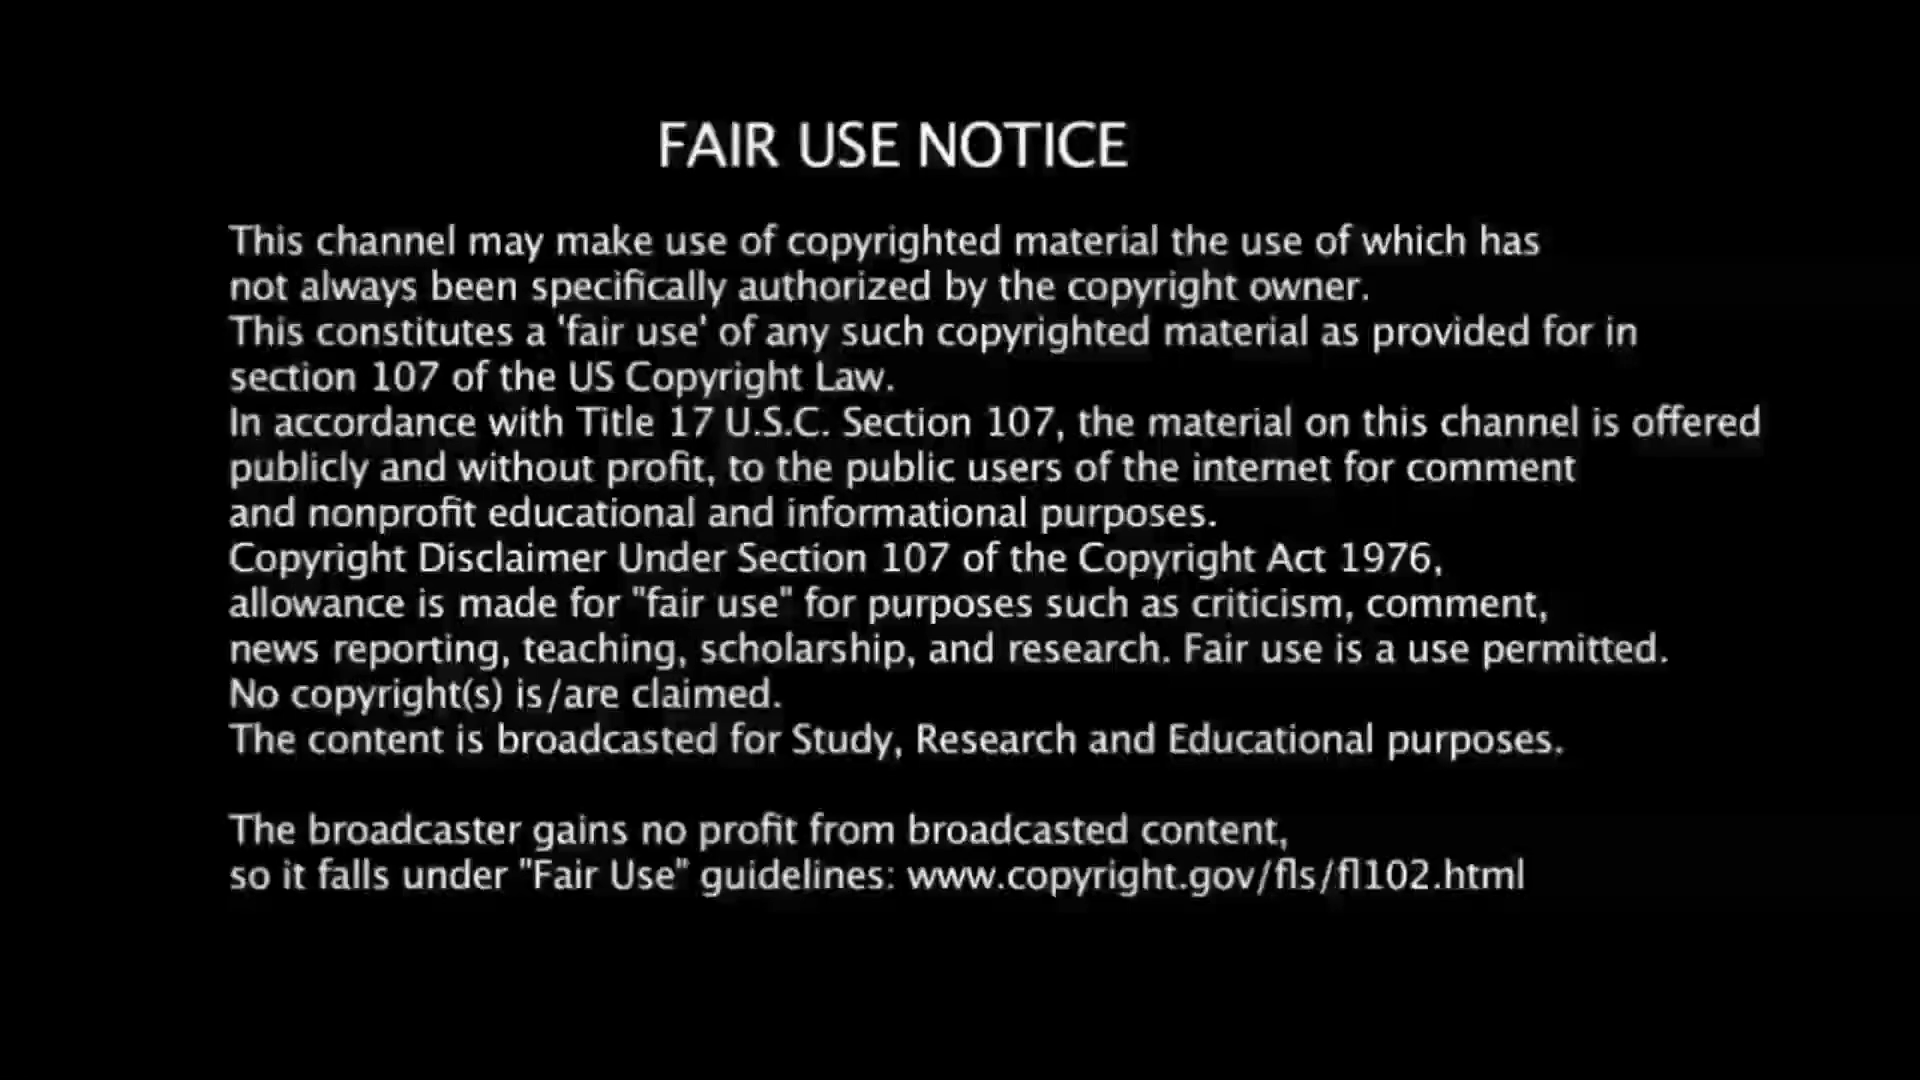 FAIR USE NOTICE
This channel may make use of copyrighted material the use of which has
not always been specifically authorized by the copyright owner.
This constitutes a 'fair use' of any such copyrighted material as provided for in
section 107 of the US Copyright Law.
In accordance with Title 17 U.S.C. Section 107, the material on this channel is offered
publicly and without profit, to the public users of the internet for comment
and nonprofit educational and informational purposes.
Copyright Disclaimer Under Section 107 of the Copyright Act 1976,
allowance is made for "fair use" for purposes such as criticism, comment,
news reporting, teaching, scholarship, and research. Fair use is a use permitted.
No copyright(s) is/are claimed.
The content is broadcasted for Study, Research and Educational purposes.
The broadcaster gains no profit from broadcasted content,
so it falls under "Fair Use" guidelines: www.copyright.gov/fls/fl102.html